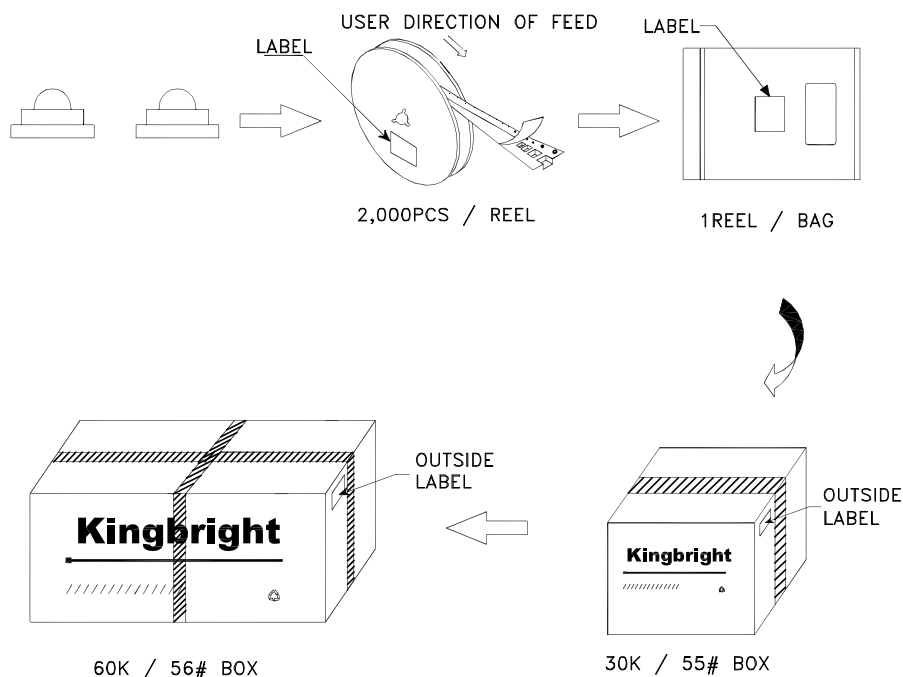 USER DIRECTION OF FEED
LABEL
LABEL
2,000PCS / REEL
1REEL / BAG
OUTSIDE
LABEL
Kingbright
60K / 56# BOX
OUTSIDE
LABEL
Kingbright
30K / 55# BOX